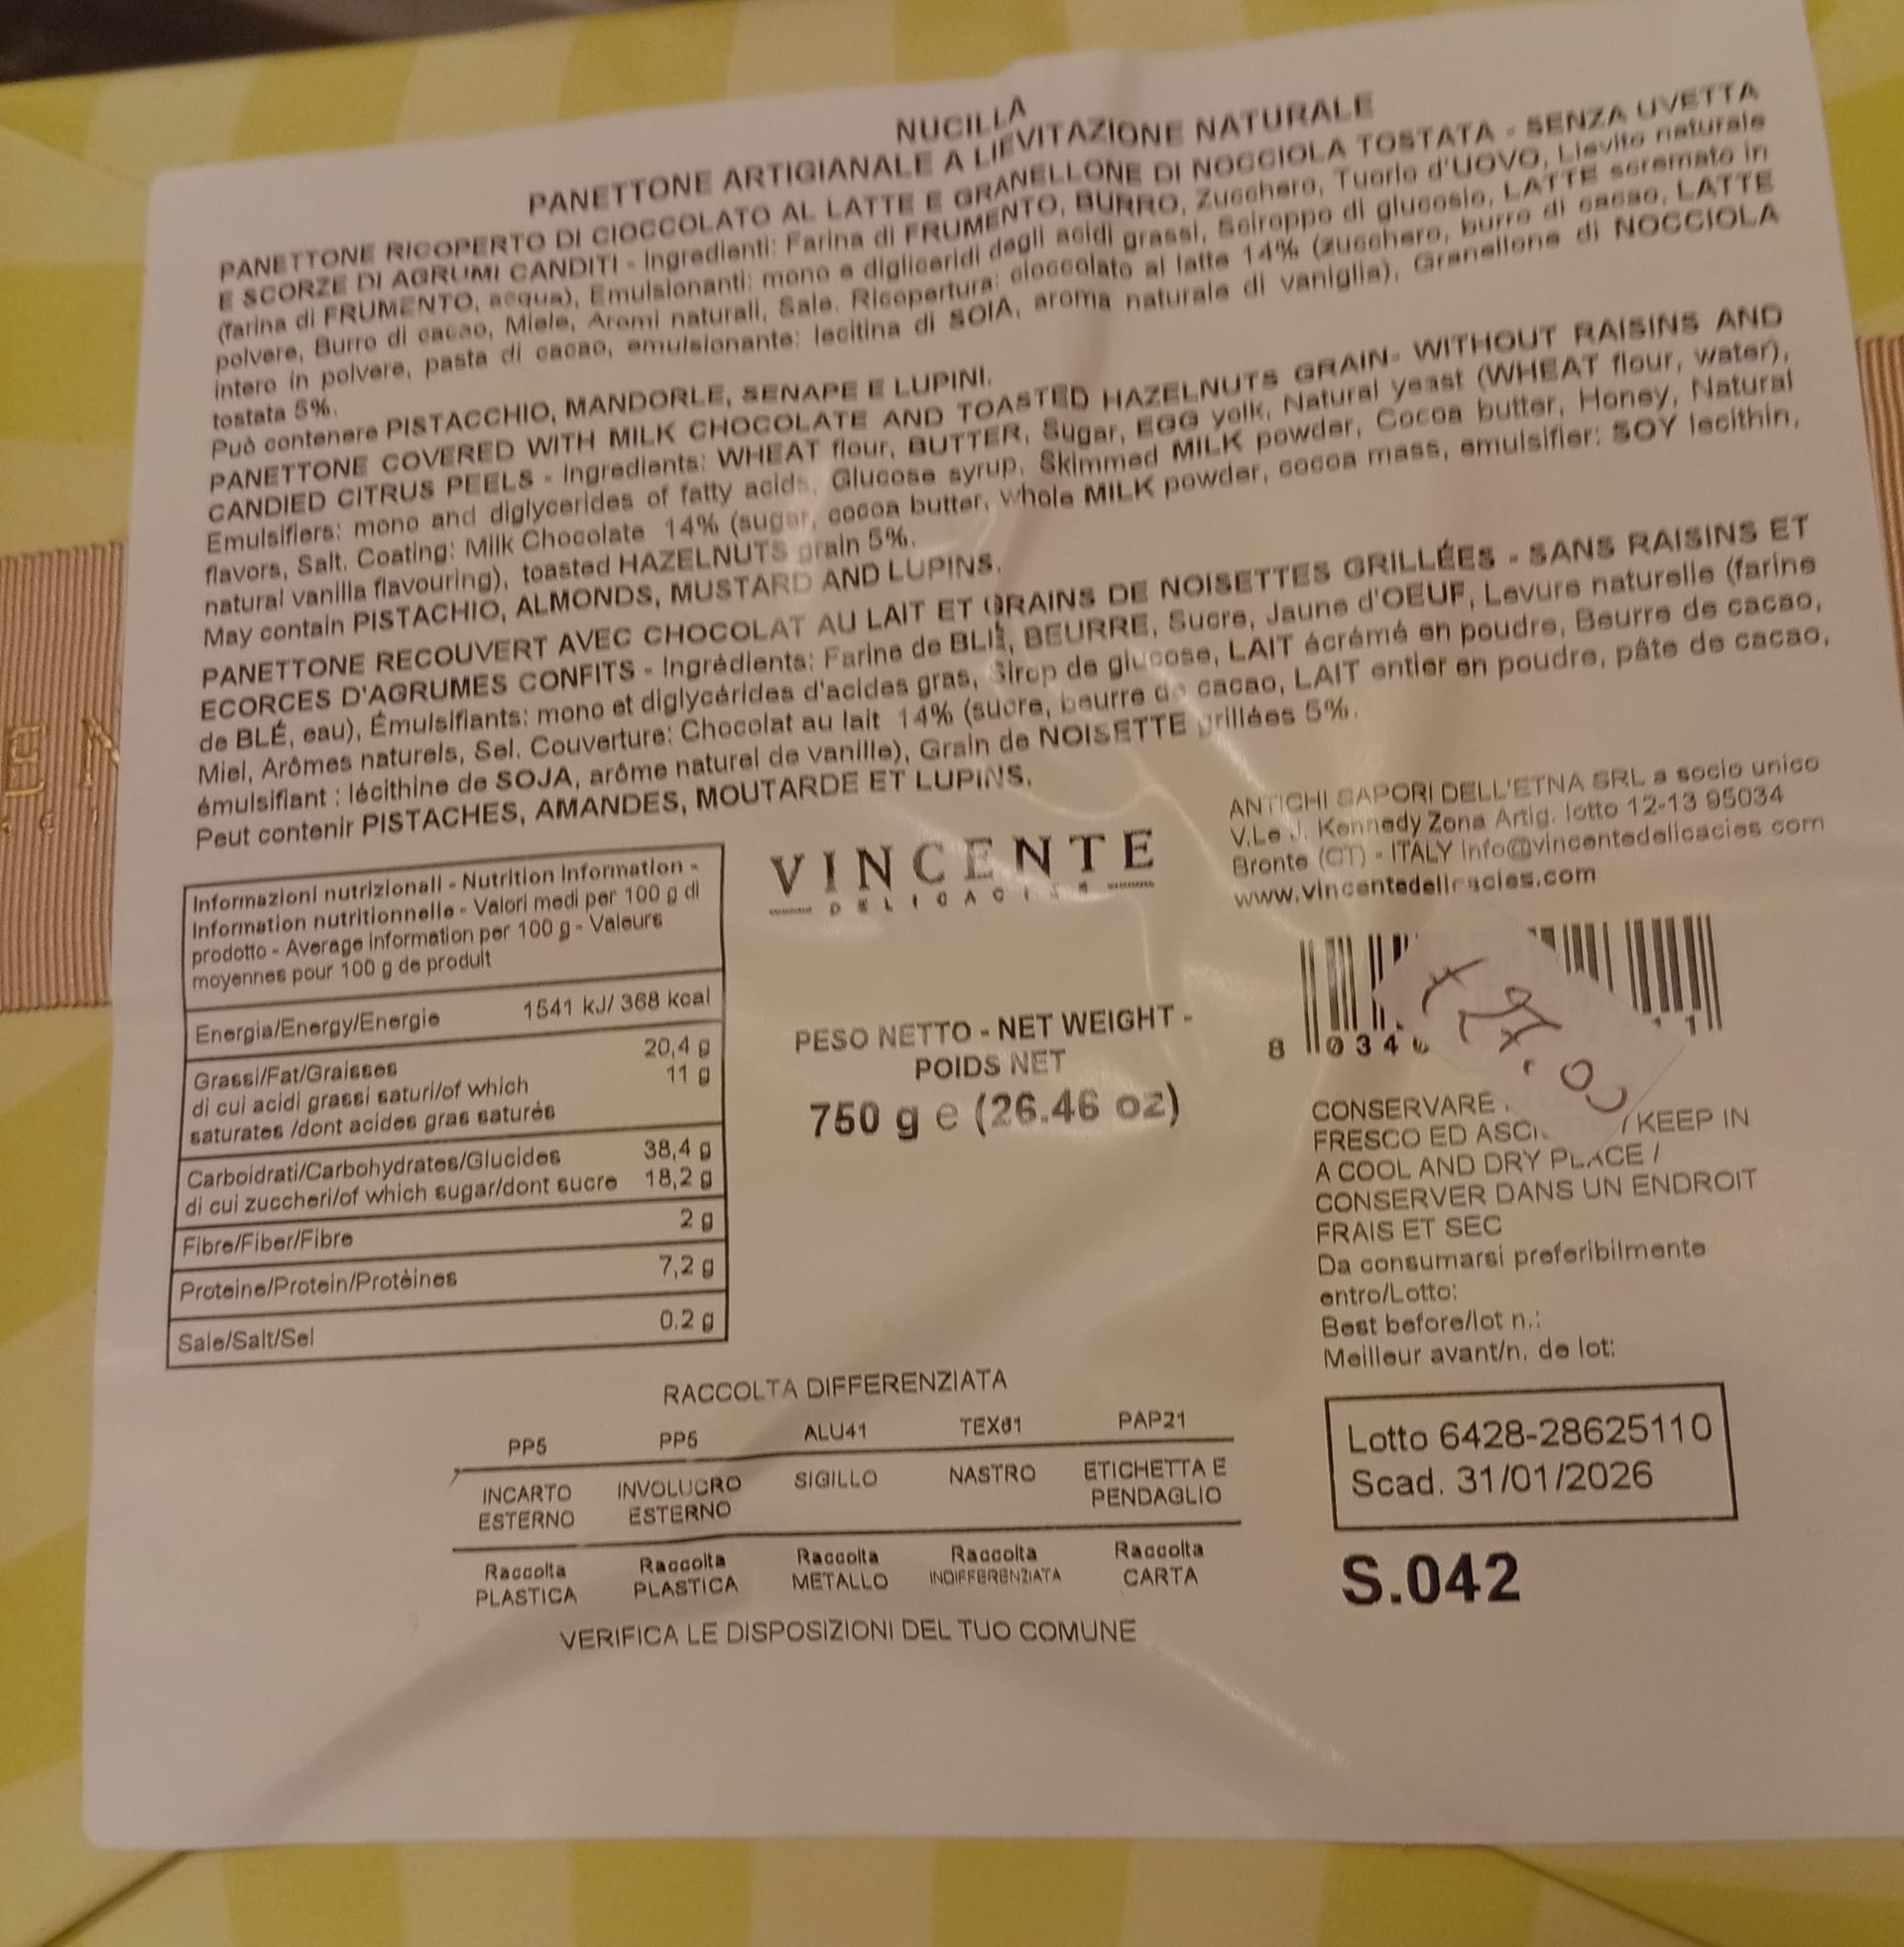 NUCILLA
PANETTONE ARTIGIANALE A LIEVITAZIONE NATURALE
PANETTONE RICOPERTO DI CIOCCOLATO AL LATTE E GRANELLONE DI NOCCIOLA TOSTATA - SENZA UVETTA
E SCORZE DI AGRUMI CANDITI - Ingredienti: Farina di FRUMENTO, BURRO, Zucchero, Tuorlo d'UOVO, Lievito naturale
(farina di FRUMENTO, acqua), Emulsionanti: mono e digliceridi degli acidi grassi, Sciroppo di glucosio, LATTE scremato in
polvere, Burro di cacao, Miele, Aromi naturali, Sale. Ricopertura: cioccolato al latte 14% (zucchero, burro di cacao, LATTE
intero in polvere, pasta di cacao, emulsionante: lecitina di SOIA, aroma naturale di vaniglia), Granellone di NOCCIOLA
tostata 5%.
Può contenere PISTACCHIO, MANDORLE, SENAPE E LUPINI.
PANETTONE COVERED WITH MILK CHOCOLATE AND TOASTED HAZELNUTS GRAIN- WITHOUT RAISINS AND
CANDIED CITRUS PEELS - Ingredients: WHEAT flour, BUTTER, Sugar, EGG yolk, Natural yeast (WHEAT flour, water),
Emulsifiers: mono and diglycerides of fatty acids, Glucose syrup, Skimmed MILK powder, Cocoa butter, Honey, Natural
flavors, Salt. Coating: Milk Chocolate 14% (sugar, cocoa butter, whole MILK powder, cocoa mass, emulsifier: SOY lecithin,
natural vanilla flavouring), toasted HAZELNUTS grain 5%.
May contain PISTACHIO, ALMONDS, MUSTARD AND LUPINS.
PANETTONE RECOUVERT AVEC CHOCOLAT AU LAIT ET GRAINS DE NOISETTES GRILLÉES - SANS RAISINS ET
ECORCES D'AGRUMES CONFITS - Ingrédients: Farine de BLÉ, BEURRE, Sucre, Jaune d'OEUF, Levure naturelle (farine
de BLÉ, eau), Émulsifiants: mono et diglycérides d'acides gras, Sirop de glucose, LAIT écrémé en poudre, Beurre de cacao,
Miel, Arômes naturels, Sel. Couverture: Chocolat au lait 14% (sucre, beurre de cacao, LAIT entier en poudre, pâte de cacao,
émulsifiant : lécithine de SOJA, arôme naturel de vanille), Grain de NOISETTE grillées 5%.
Peut contenir PISTACHES, AMANDES, MOUTARDE ET LUPINS.
Informazioni nutrizionali - Nutrition Information -
Information nutritionnelle - Valori medi per 100 g di
prodotto - Average information per 100 g - Valeurs
moyennes pour 100 g de produit
Energia/Energy/Energie 1541 kJ/ 368 kcal
Grassi/Fat/Graisses 20,4 g
di cui acidi grassi saturi/of which 11 g
saturates /dont acides gras saturés
Carboidrati/Carbohydrates/Glucides 38,4 g
di cui zuccheri/of which sugar/dont sucre 18,2 g
Fibre/Fiber/Fibre 2 g
Proteine/Protein/Protèines 7,2 g
Sale/Salt/Sel 0.2 g
VINCENTE
DELICACIES
PESO NETTO - NET WEIGHT -
POIDS NET
750 g e (26.46 oz)
ANTICHI SAPORI DELL'ETNA SRL a socio unico
V.Le J. Kennedy Zona Artig. lotto 12-13 95034
Bronte (CT) - ITALY info@vincentedelicacies com
www.vincentedelicacies.com
8 034 1
CONSERVARE
FRESCO ED ASCI / KEEP IN
A COOL AND DRY PLACE /
CONSERVER DANS UN ENDROIT
FRAIS ET SEC
Da consumarsi preferibilmente
entro/Lotto:
Best before/lot n.:
Meilleur avant/n. de lot:
Lotto 6428-28625110
Scad. 31/01/2026
S.042
RACCOLTA DIFFERENZIATA
PP5 PP5 ALU41 TEX61 PAP21
INCARTO INVOLUCRO SIGILLO NASTRO ETICHETTA E
ESTERNO ESTERNO PENDAGLIO
Raccolta Raccolta Raccolta Raccolta Raccolta
PLASTICA PLASTICA METALLO INDIFFERENZIATA CARTA
VERIFICA LE DISPOSIZIONI DEL TUO COMUNE